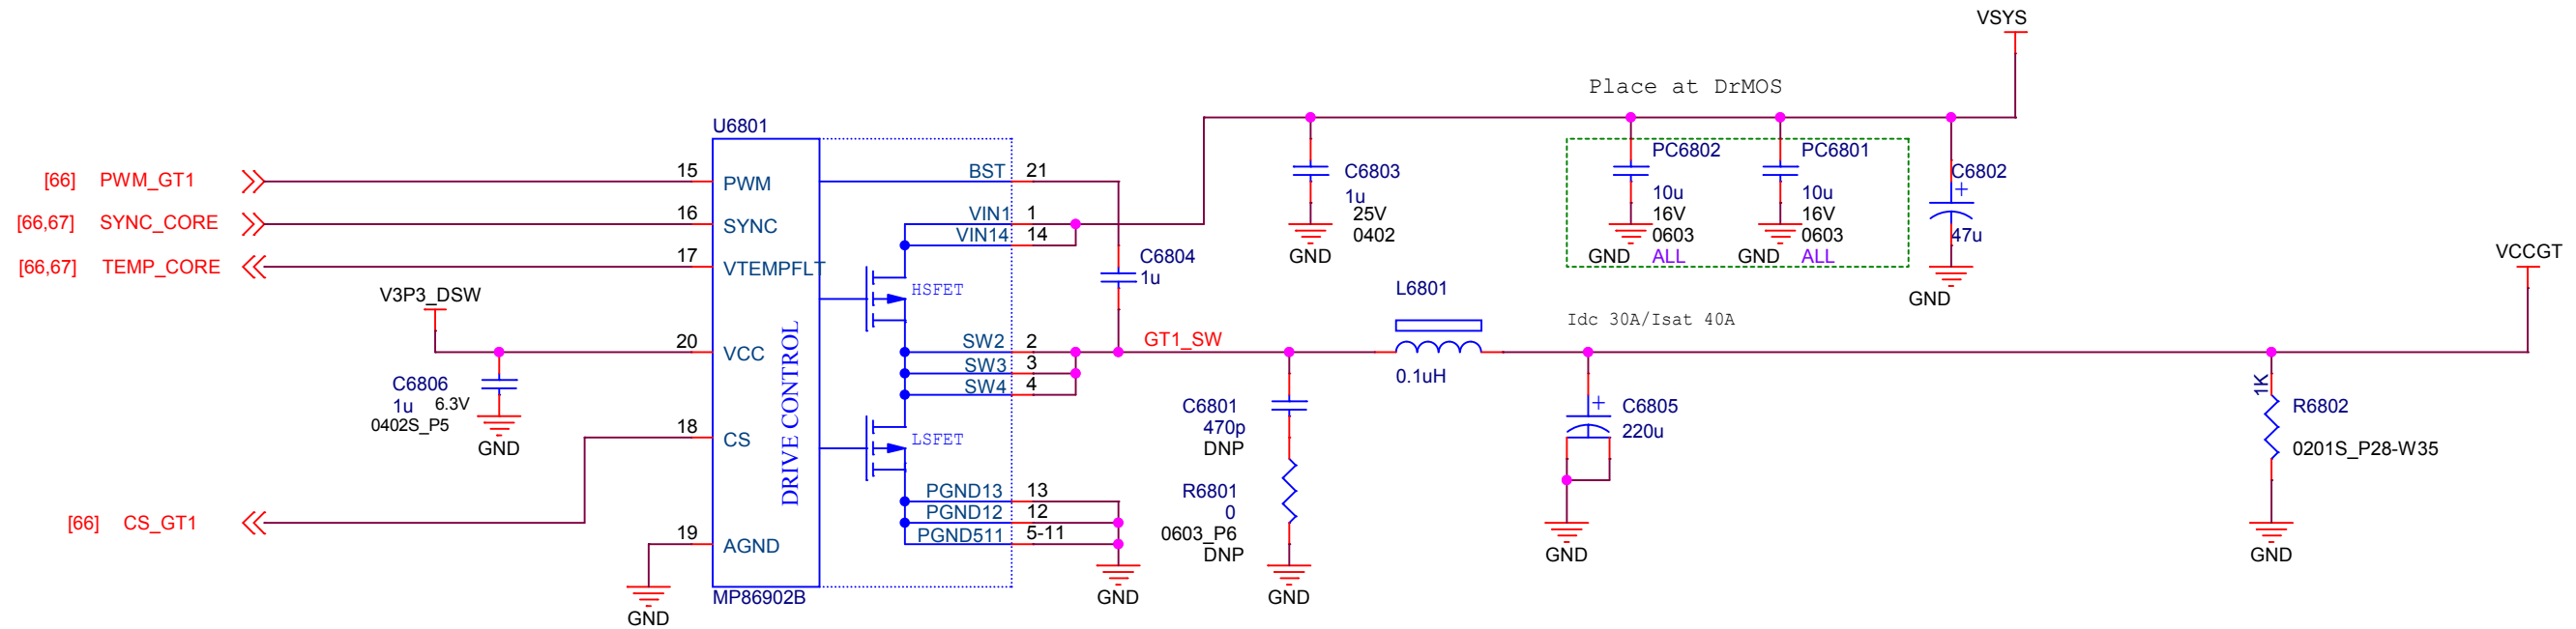 VSYS
Place at DrMOS
U6801
[66] PWM_GT1
15
PWM
BST
21
[66,67] SYNC_CORE
16
SYNC
VIN1
1
VIN14
14
[66,67] TEMP_CORE
17
VTEMPFLT
HSFET
V3P3_DSW
20
VCC
C6806
1u
6.3V
0402S_P5
GND
DRIVE CONTROL
SW2
2
SW3
3
SW4
4
18
CS
LSFET
[66] CS_GT1
PGND13
13
PGND12
12
PGND511
5-11
19
AGND
GND
MP86902B
GND
C6804
1u
GT1_SW
C6803
1u
25V
0402
GND
PC6802
10u
16V
0603
GND
ALL
PC6801
10u
16V
0603
GND
ALL
C6802
+
47u
GND
L6801
0.1uH
Idc 30A/Isat 40A
C6801
470p
DNP
R6801
0
0603_P6
DNP
GND
+
C6805
220u
GND
VCCGT
1K
R6802
0201S_P28-W35
GND